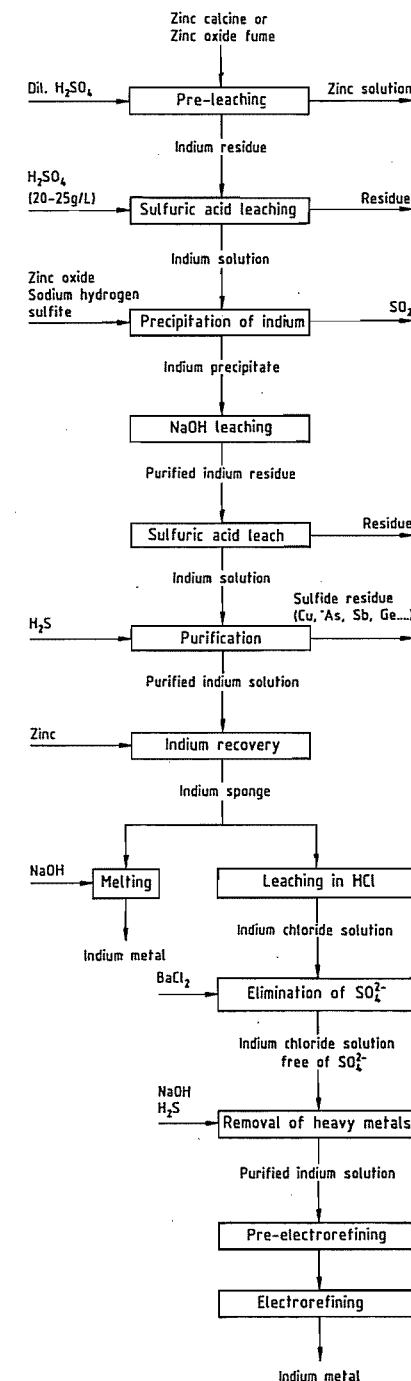 Zinc calcine or
Zinc oxide fume
Dil. H₂SO₄
Pre-leaching
Zinc solution
Indium residue
H₂SO₄
(20-25g/L)
Sulfuric acid leaching
Residue
Indium solution
Zinc oxide
Sodium hydrogen
sulfite
Precipitation of indium
SO₂
Indium precipitate
NaOH leaching
Purified indium residue
Sulfuric acid leach
Residue
Indium solution
Sulfide residue
(Cu, As, Sb, Ge....)
H₂S
Purification
Purified indium solution
Zinc
Indium recovery
Indium sponge
NaOH
Melting
Leaching in HCl
Indium metal
Indium chloride solution
BaCl₂
Elimination of SO₄²⁻
Indium chloride solution
free of SO₄²⁻
NaOH
H₂S
Removal of heavy metals
Purified indium solution
Pre-electrorefining
Electrorefining
Indium metal